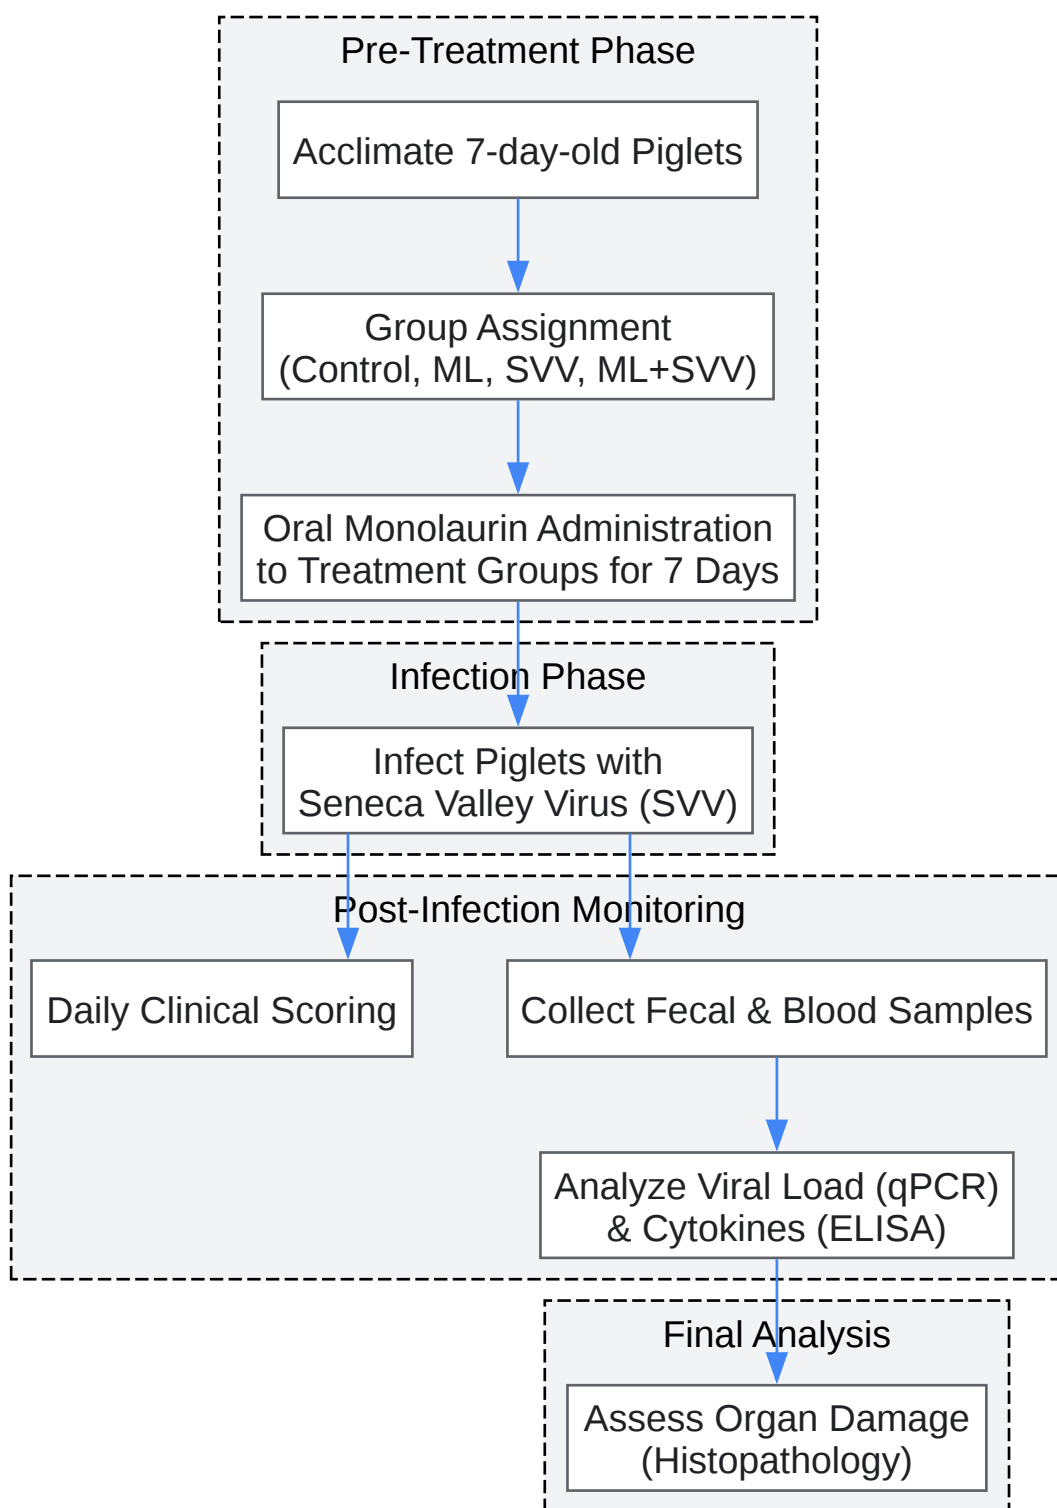 Pre-Treatment Phase
Acclimate 7-day-old Piglets
Group Assignment
(Control, ML, SVV, ML+SVV)
Oral Monolaurin Administration
to Treatment Groups for 7 Days
Infection Phase
Infect Piglets with
Seneca Valley Virus (SVV)
Post-Infection Monitoring
Daily Clinical Scoring
Collect Fecal & Blood Samples
Analyze Viral Load (qPCR)
& Cytokines (ELISA)
Final Analysis
Assess Organ Damage
(Histopathology)